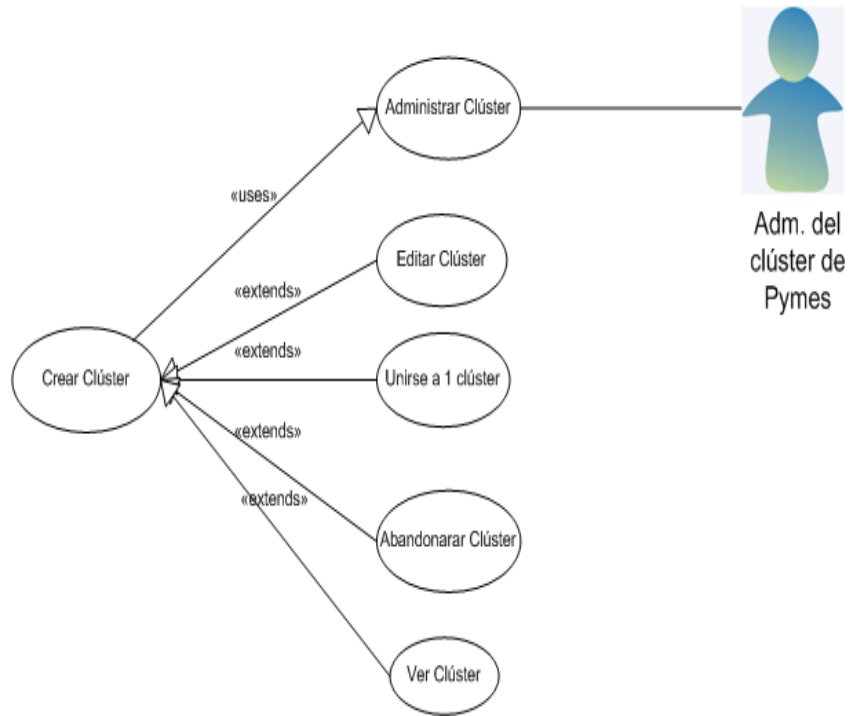 Administrar Clúster
«uses»
Adm. del
clúster de
Pymes
Editar Clúster
«extends»
«extends»
Crear Clúster
Unirse a 1 clúster
«extends»
«extends»
Abandonarar Clúster
Ver Clúster